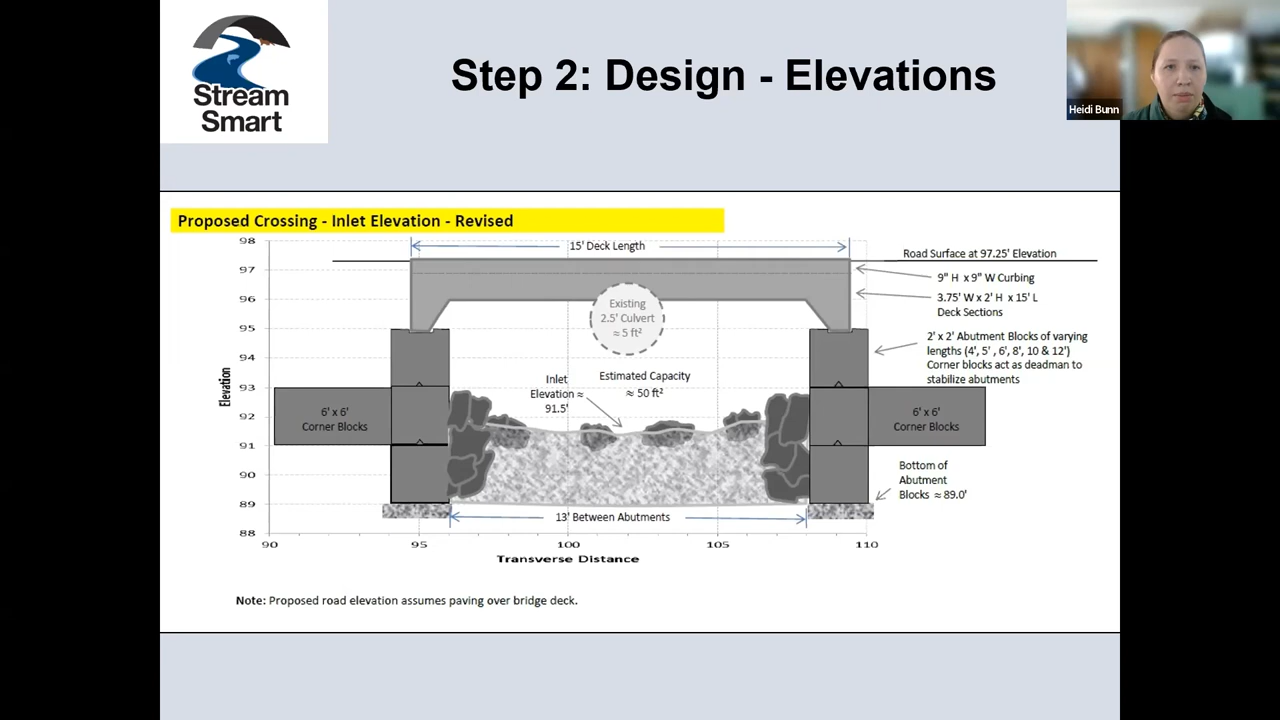 Stream
Smart
Step 2: Design - Elevations
Heidi Bunn
Proposed Crossing - Inlet Elevation - Revised
98
97
96
95
94
93
92
91
90
89
88
Elevation
15' Deck Length
Road Surface at 97.25' Elevation
9" H x 9" W Curbing
3.75' W x 2' H x 15' L
Deck Sections
Existing
2.5' Culvert
≈ 5 ft²
2' x 2' Abutment Blocks of varying
lengths (4', 5' , 6', 8', 10 & 12')
Corner blocks act as deadman to
stabilize abutments
Inlet
Elevation ≈
91.5'
Estimated Capacity
≈ 50 ft²
6' x 6'
Corner Blocks
6' x 6'
Corner Blocks
Bottom of
Abutment
Blocks ≈ 89.0'
13' Between Abutments
90
95
100
105
110
Transverse Distance
Note: Proposed road elevation assumes paving over bridge deck.